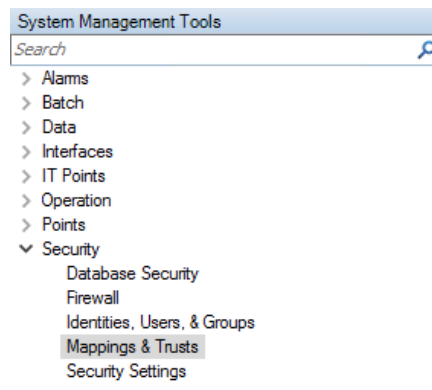 System Management Tools
Search
Alarms
Batch
Data
Interfaces
IT Points
Operation
Points
Security
Database Security
Firewall
Identities, Users, & Groups
Mappings & Trusts
Security Settings